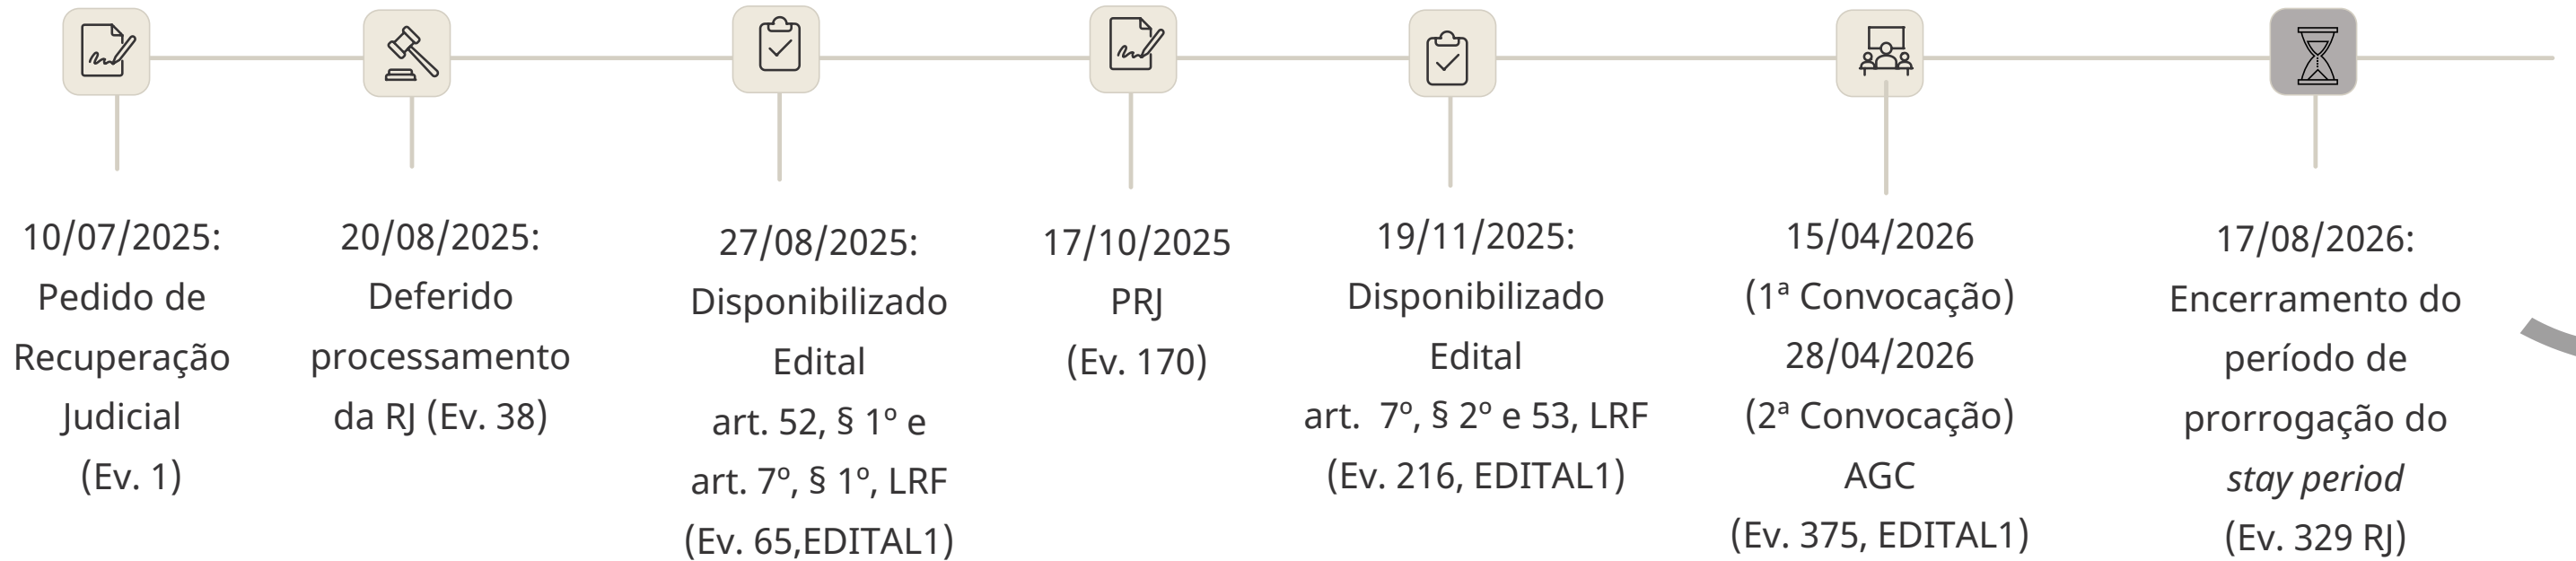 10/07/2025:
Pedido de
Recuperação
Judicial
(Ev. 1)
20/08/2025:
Deferido
processamento
da RJ (Ev. 38)
27/08/2025:
Disponibilizado
Edital
art. 52, § 1º e
art. 7º, § 1º, LRF
(Ev. 65,EDITAL1)
17/10/2025
PRJ
(Ev. 170)
19/11/2025:
Disponibilizado
Edital
art.  7º, § 2º e 53, LRF
(Ev. 216, EDITAL1)
15/04/2026
(1ª Convocação)
28/04/2026
(2ª Convocação)
AGC
(Ev. 375, EDITAL1)
17/08/2026:
Encerramento do
período de
prorrogação do
stay period
(Ev. 329 RJ)